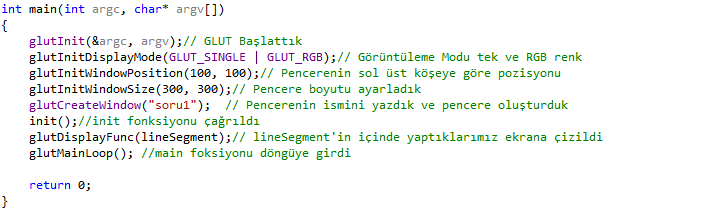 int main(int argc, char* argv[])
{
    glutInit(&argc, argv);// GLUT Başlattık
    glutInitDisplayMode(GLUT_SINGLE | GLUT_RGB);// Görüntüleme Modu tek ve RGB renk
    glutInitWindowPosition(100, 100);// Pencerenin sol üst köşeye göre pozisyonu
    glutInitWindowSize(300, 300);// Pencere boyutu ayarladık
    glutCreateWindow("soru1");  // Pencerenin ismini yazdık ve pencere oluşturduk
    init();//init fonksiyonu çağrıldı
    glutDisplayFunc(lineSegment);// lineSegment'in içinde yaptıklarımız ekrana çizildi
    glutMainLoop(); //main foksiyonu döngüye girdi
    return 0;
}